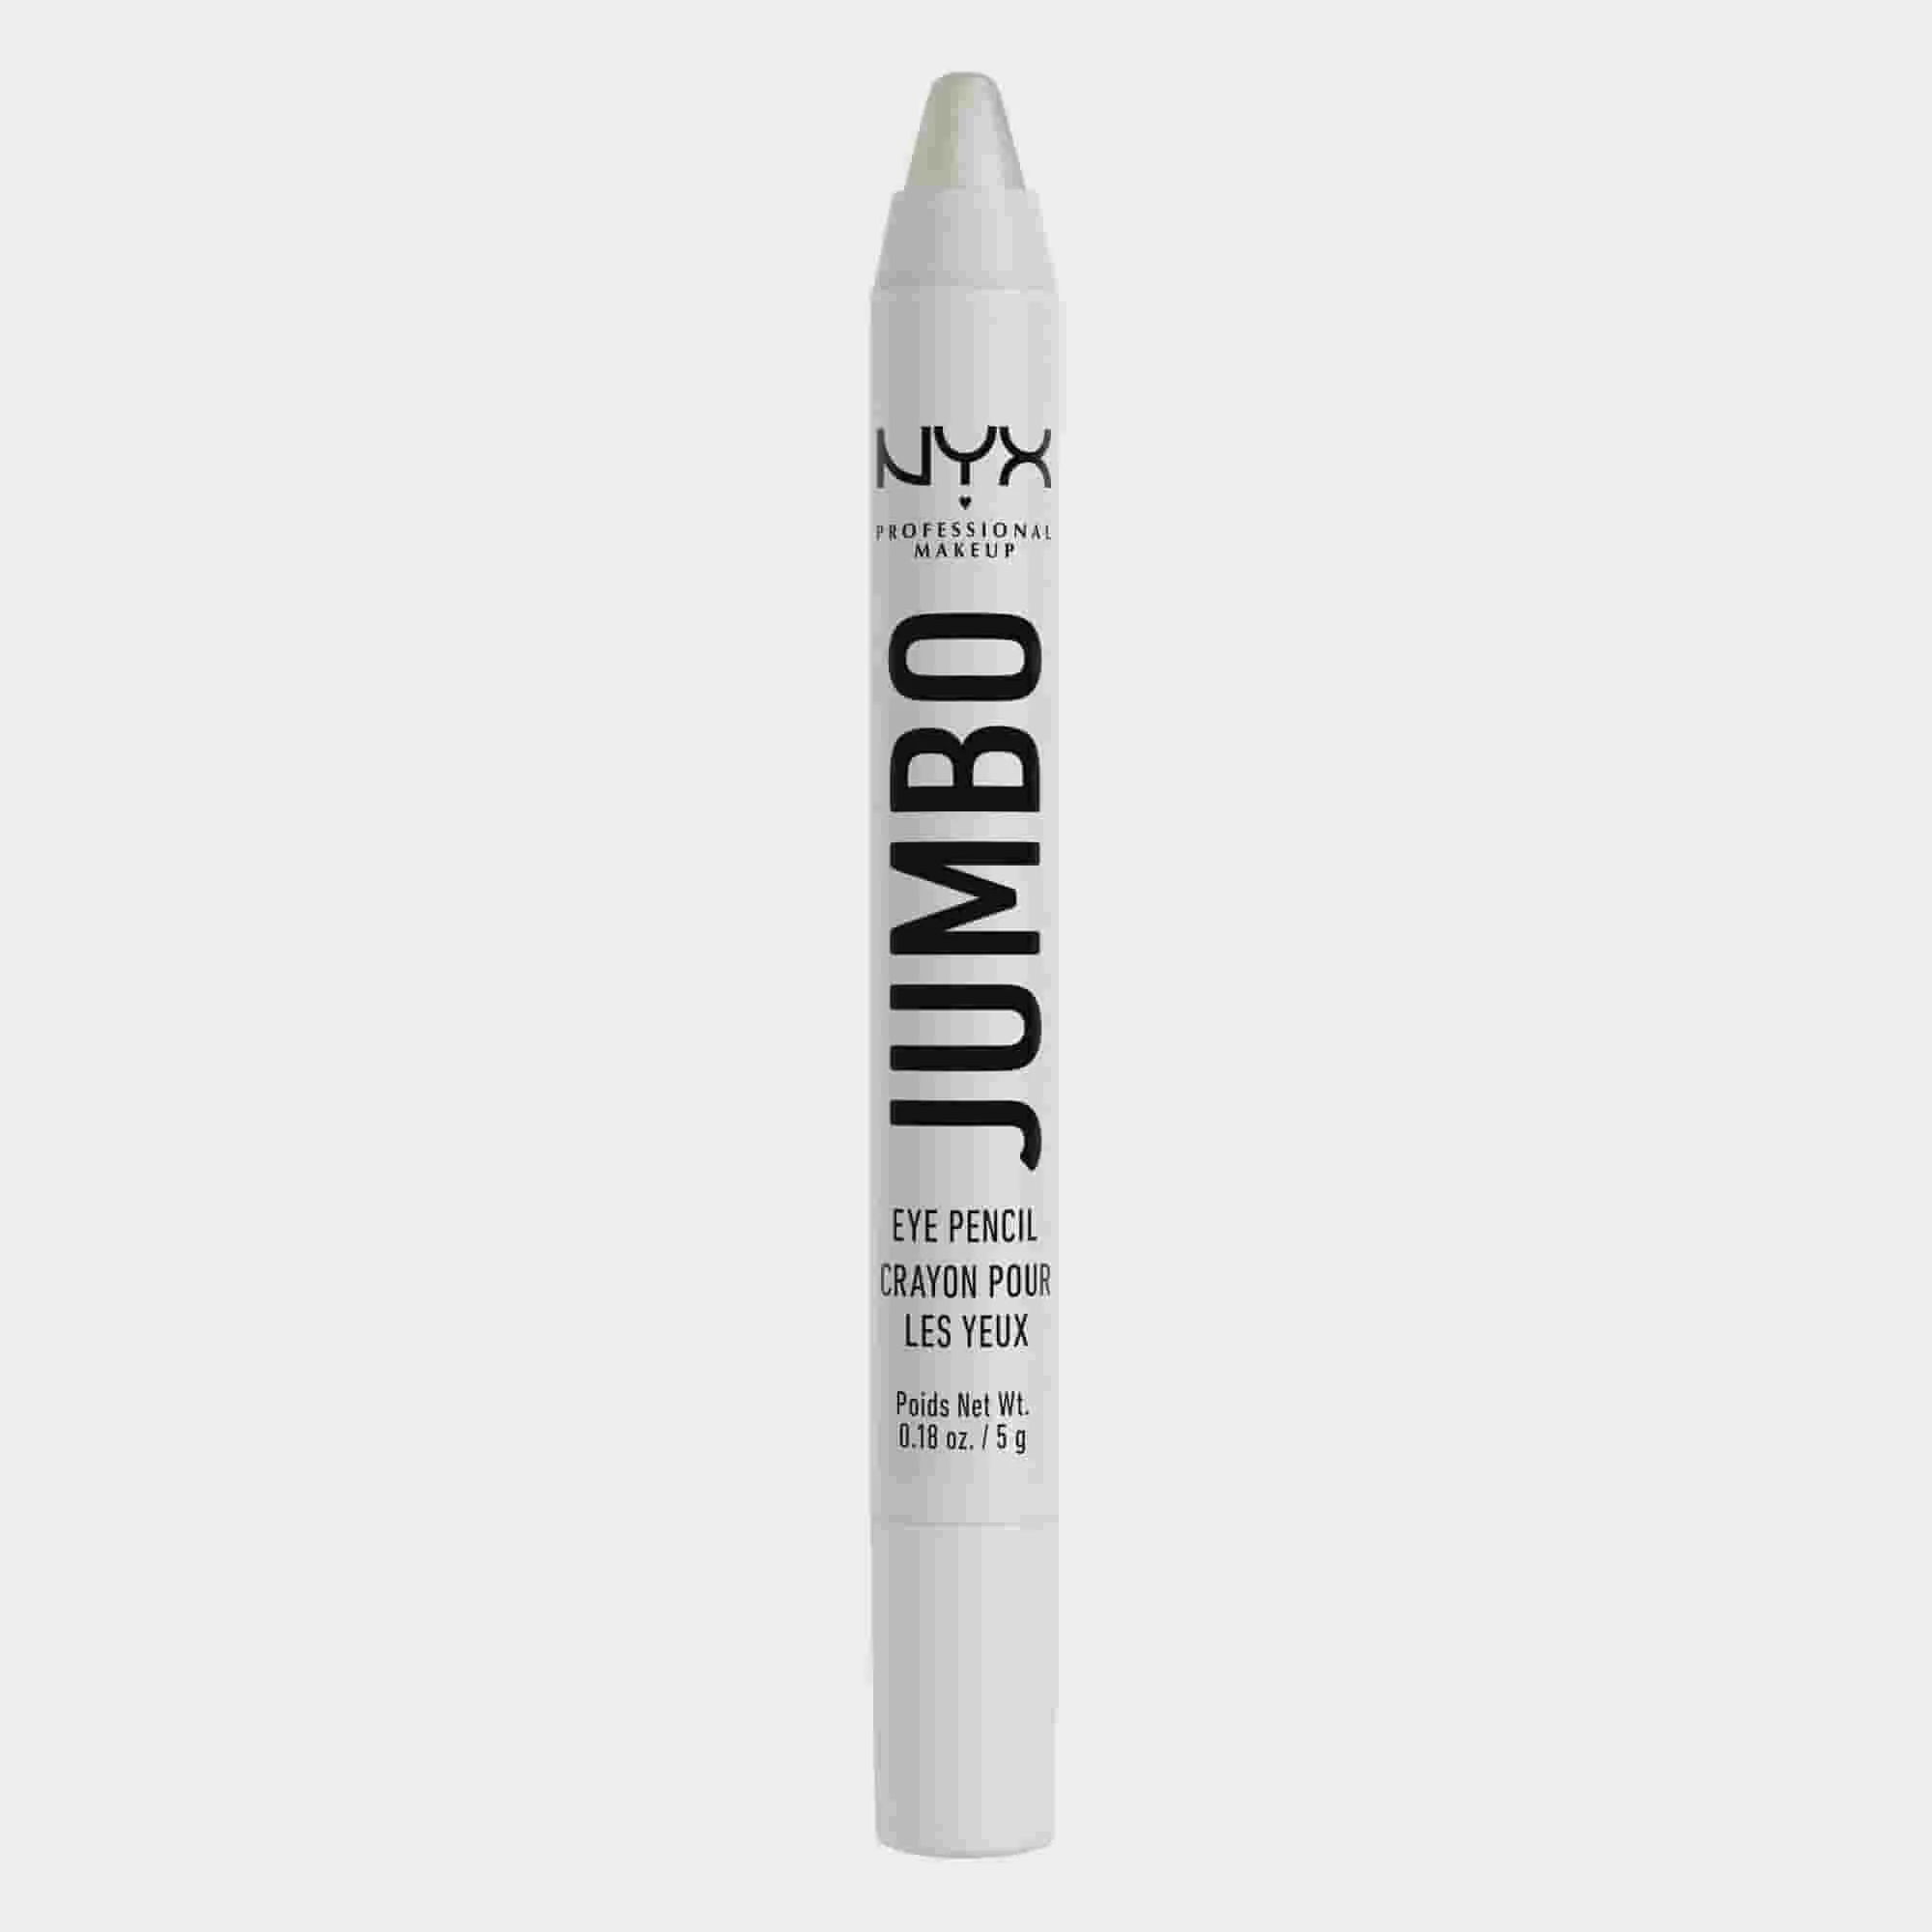 NYX
PROFESSIONAL
MAKEUP
JUMBO
EYE PENCIL
CRAYON POUR
LES YEUX
Poids Net Wt.
0.18 oz. / 5 g